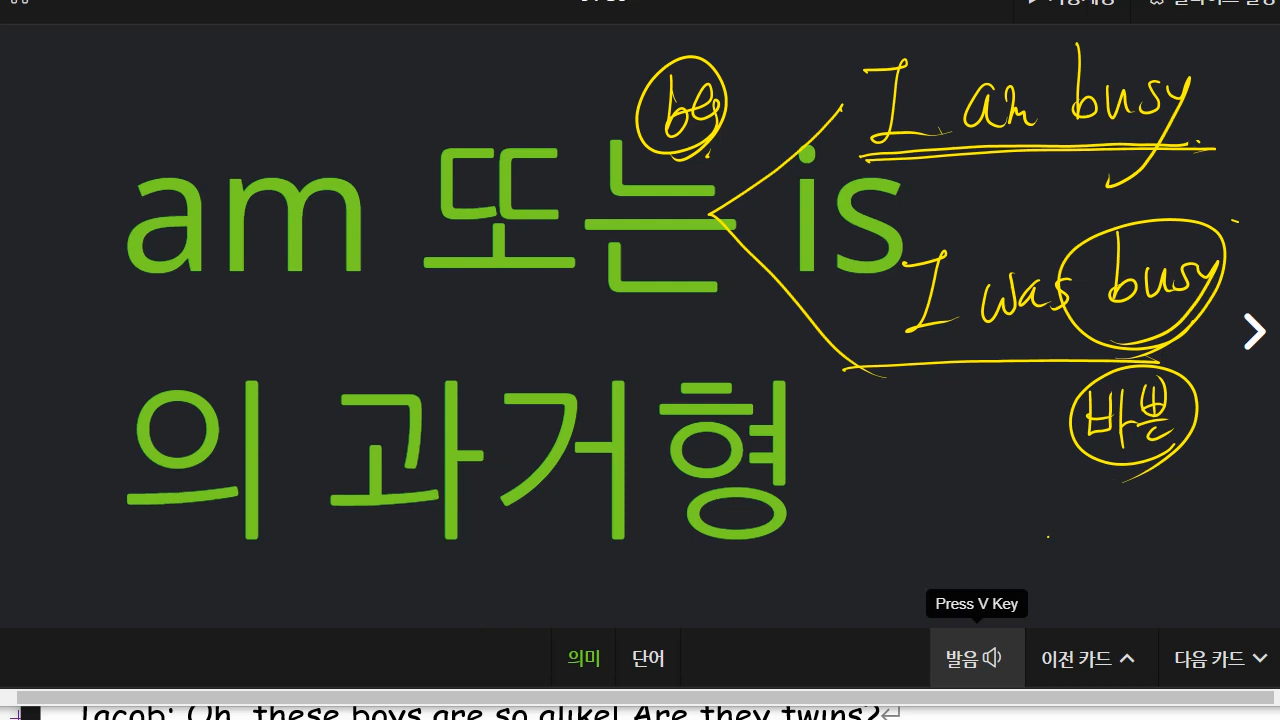 be
I am busy
am 또는 is
I was busy
의 과거형
바쁜
Press V Key
의미
단어
발음
이전 카드
다음 카드
Jacob: Oh, these boys are so alike! Are they twins?